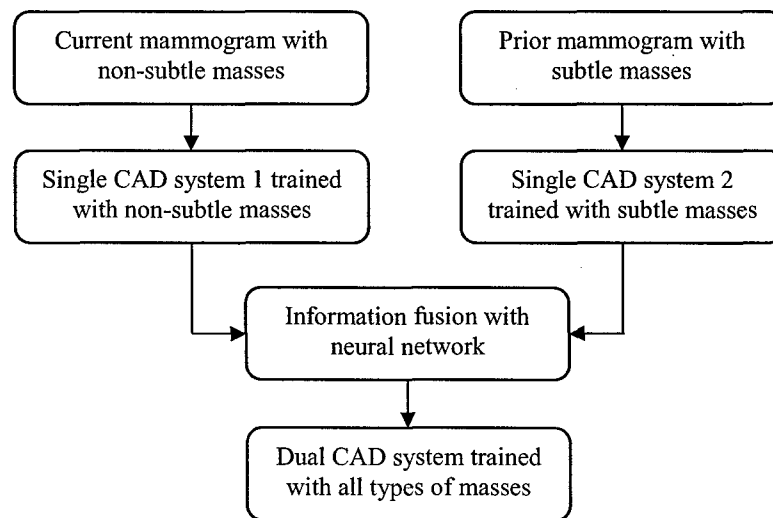 Current mammogram with
non-subtle masses
Prior mammogram with
subtle masses
Single CAD system 1 trained
with non-subtle masses
Single CAD system 2
trained with subtle masses
Information fusion with
neural network
Dual CAD system trained
with all types of masses